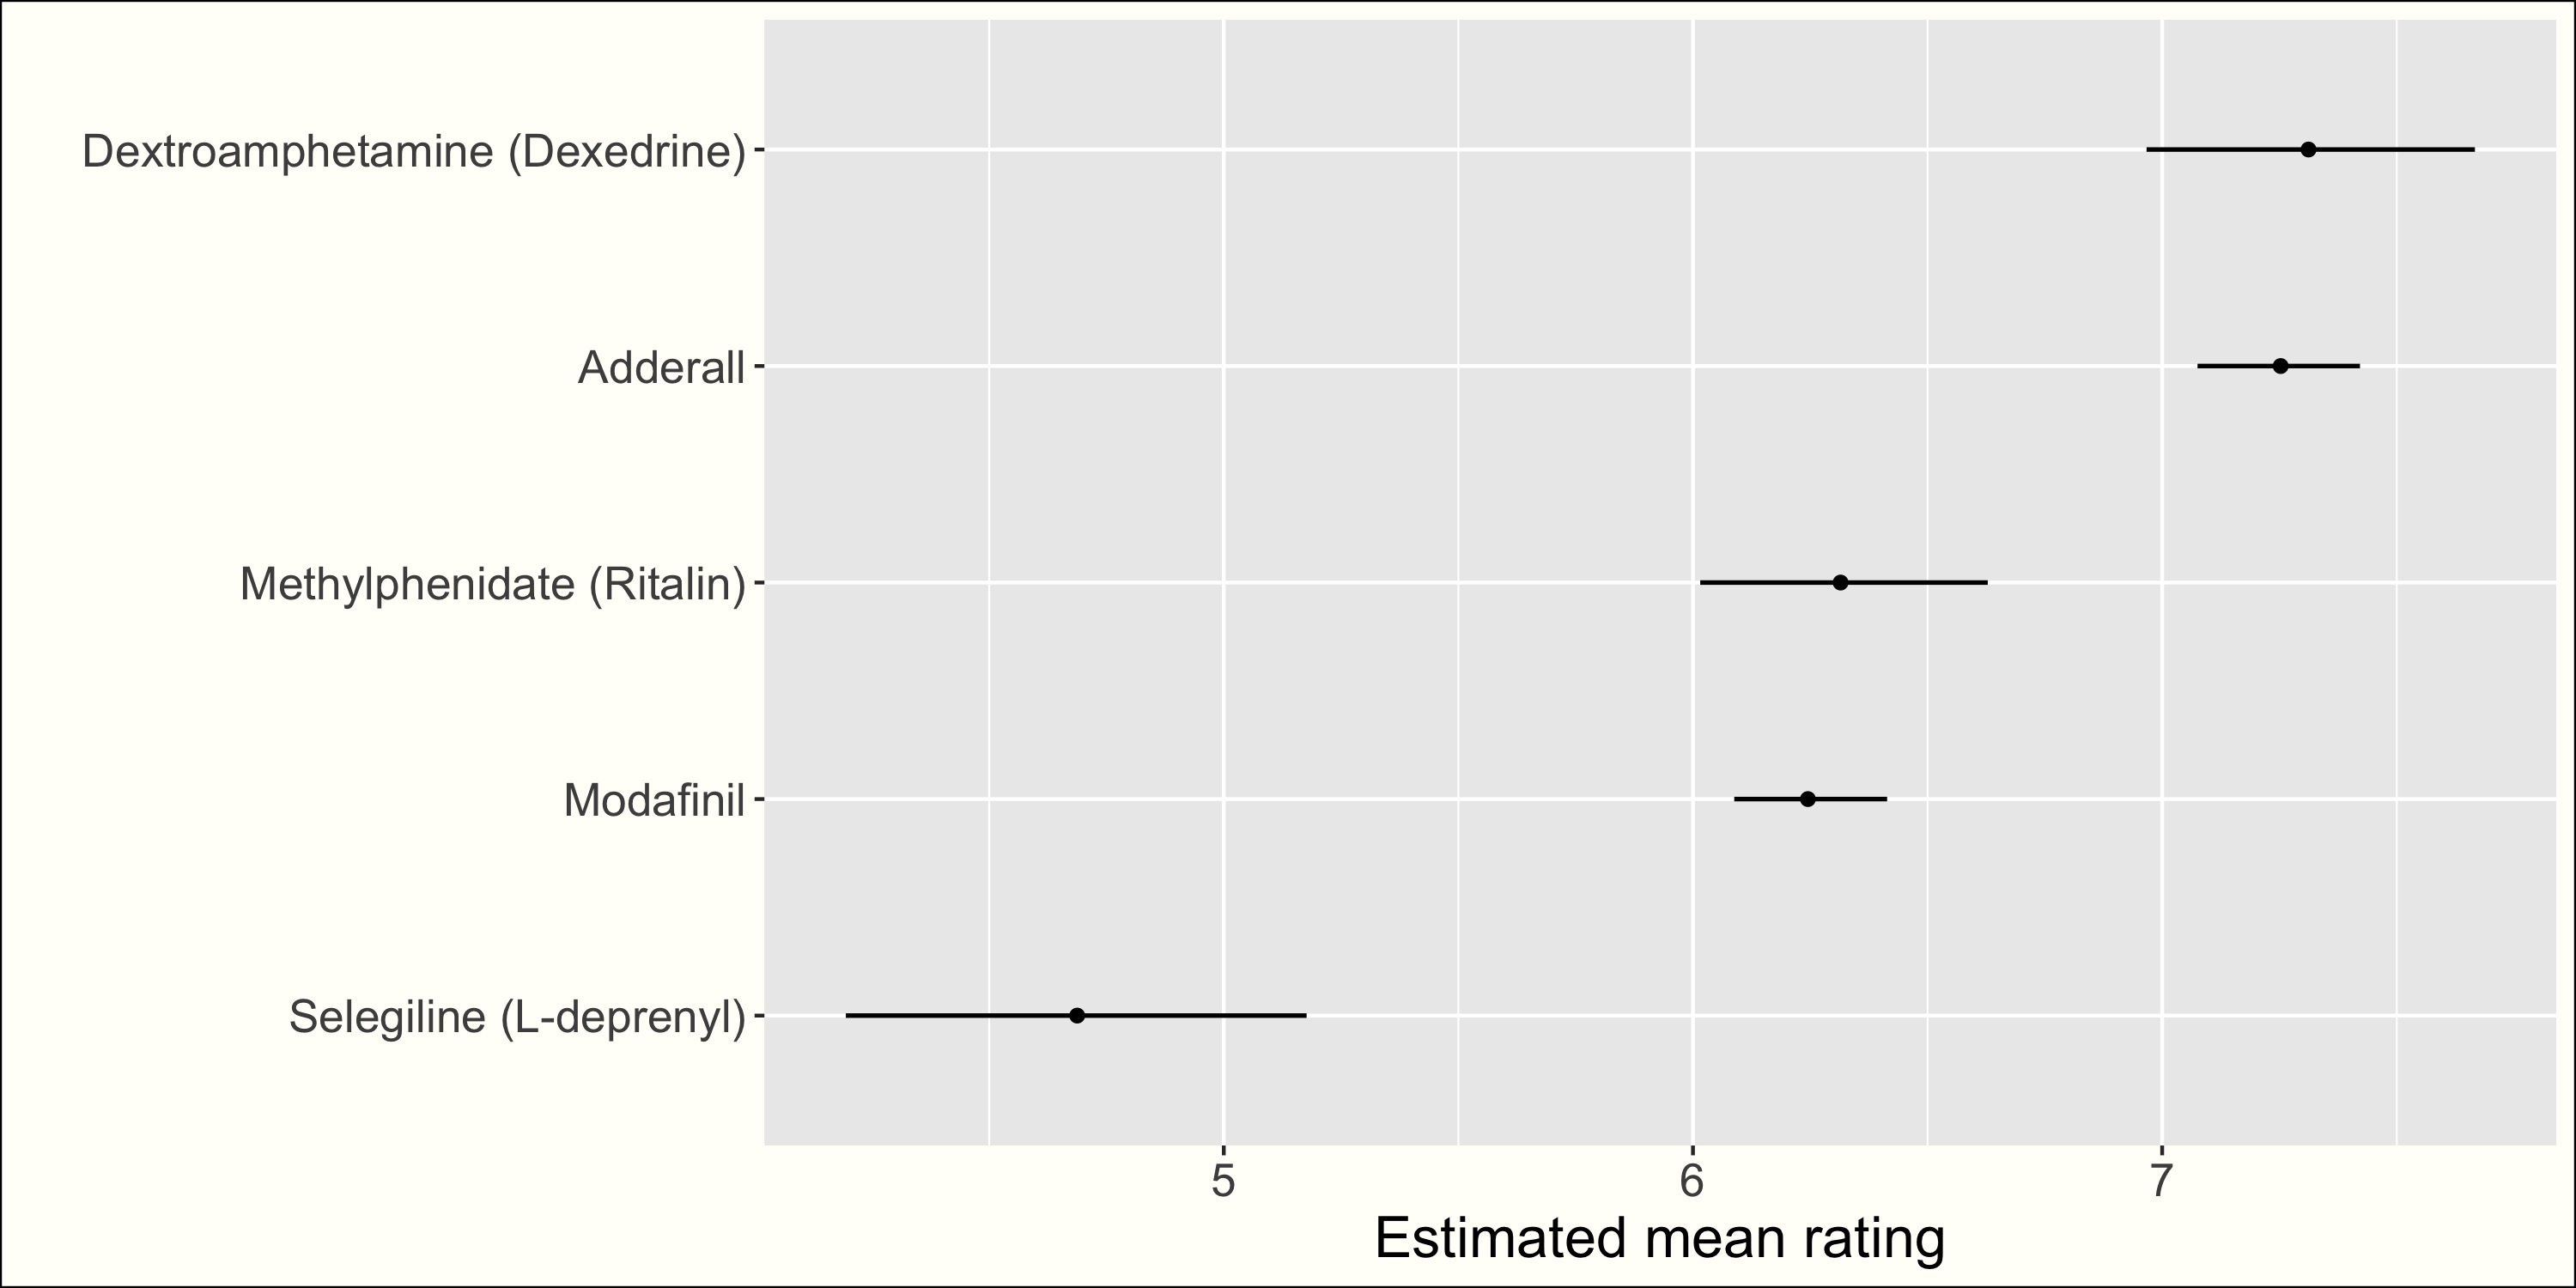 Dextroamphetamine (Dexedrine)
Adderall
Methylphenidate (Ritalin)
Modafinil
Selegiline (L-deprenyl)
5 6 7
Estimated mean rating